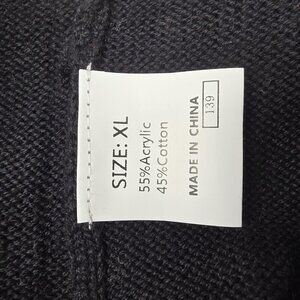 SIZE: XL
55%Acrylic
45%Cotton
MADE IN CHINA
139